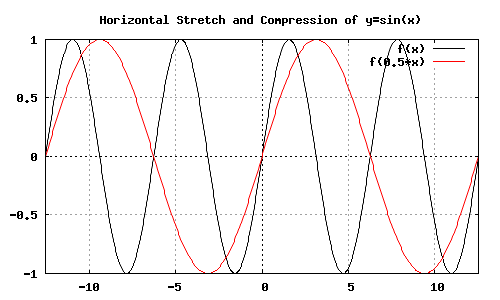 Horizontal Stretch and Compression of y=sin(x)
f(x)
f(0.5*x)
1
0.5
0
-0.5
-1
-10 -5 0 5 10